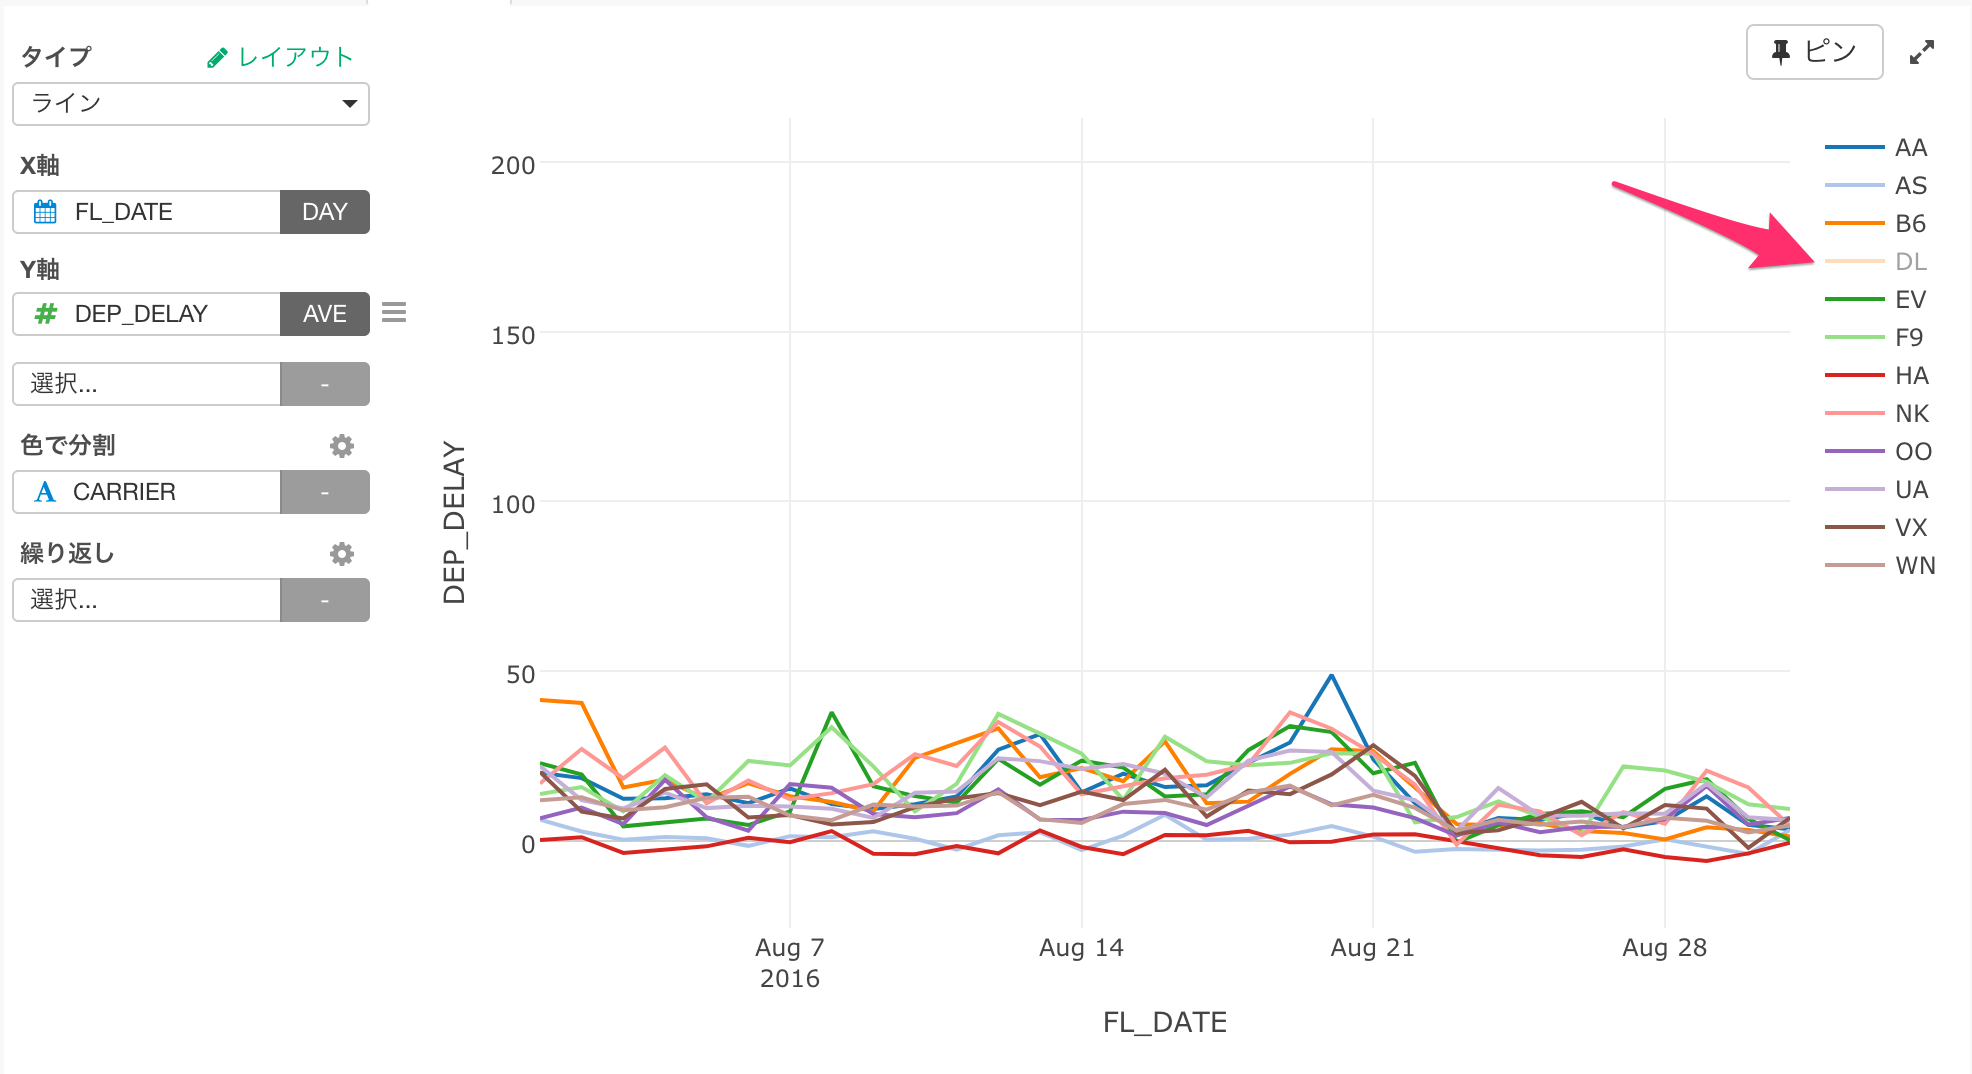 タイプ
レイアウト
ライン
X軸
FL_DATE
DAY
Y軸
DEP_DELAY
AVE
選択...
-
色で分割
CARRIER
-
繰り返し
選択...
-
ピン
200
150
100
50
0
DEP_DELAY
Aug 7
2016
Aug 14
Aug 21
Aug 28
FL_DATE
AA
AS
B6
DL
EV
F9
HA
NK
OO
UA
VX
WN